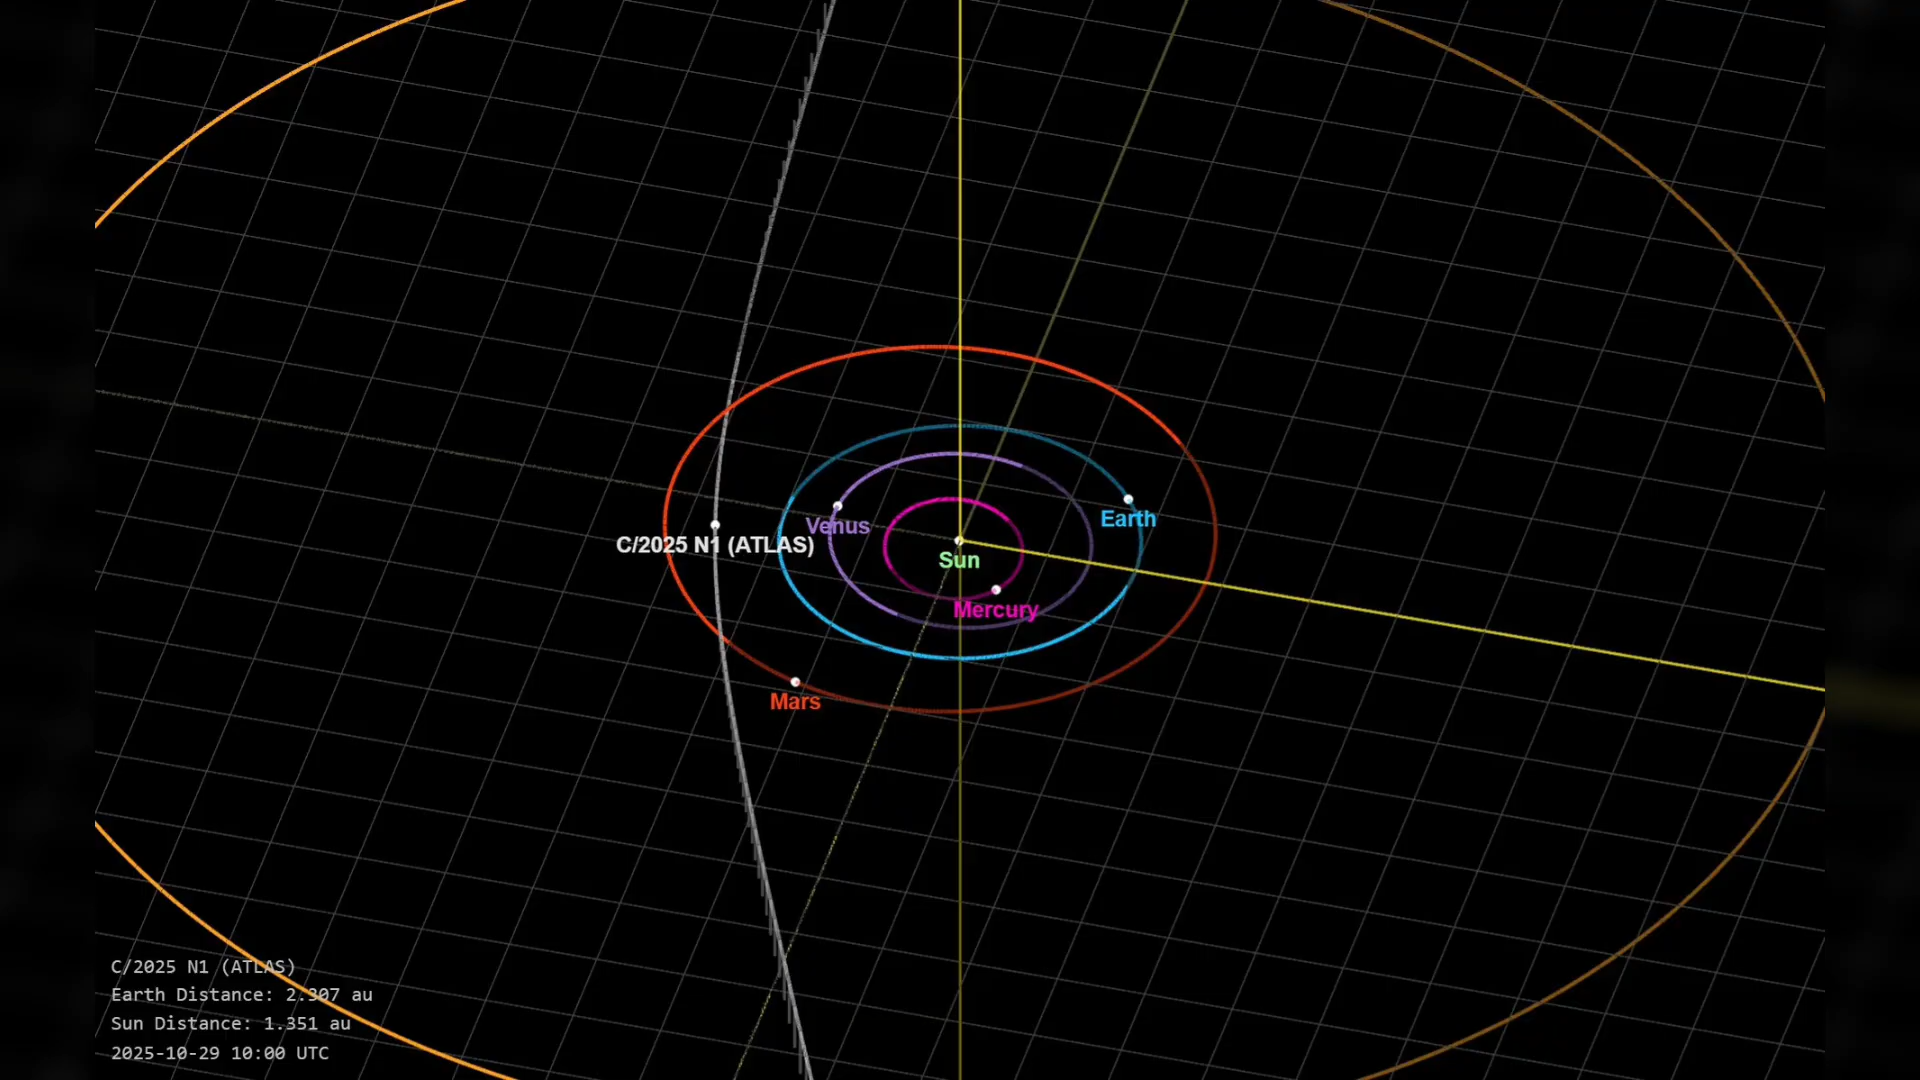 Venus
Earth
C/2025 N1 (ATLAS)
Sun
Mercury
Mars
C/2025 N1 (ATLAS)
Earth Distance: 2.307 au
Sun Distance: 1.351 au
2025-10-29 10:00 UTC